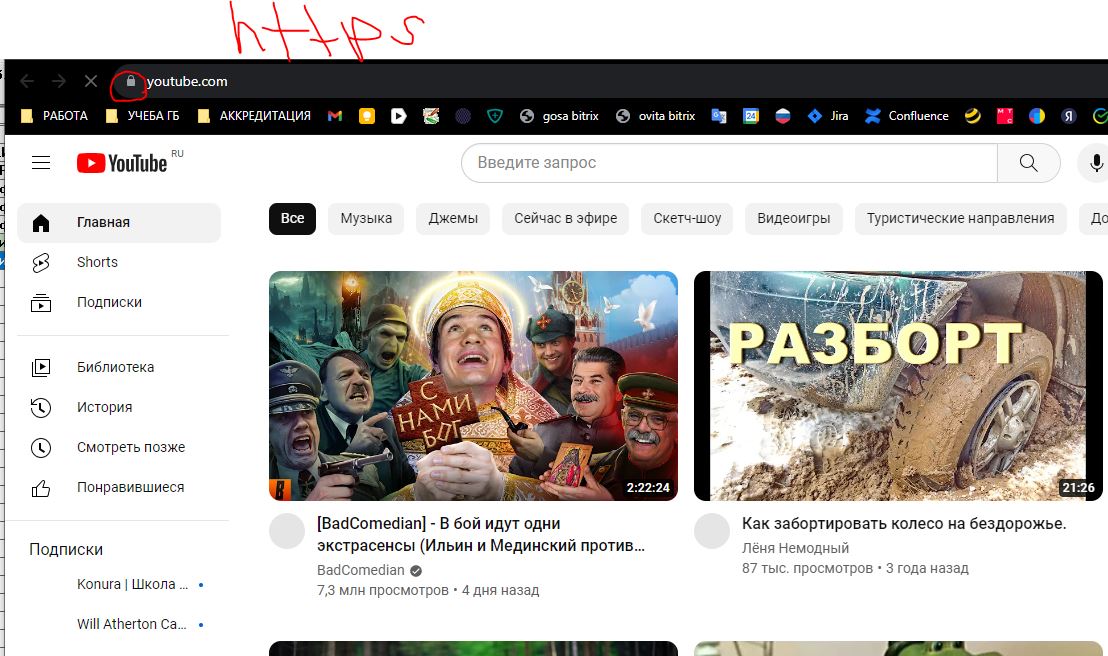 https
youtube.com
РАБОТА УЧЕБА ГБ АККРЕДИТАЦИЯ gosa bitrix ovita bitrix 24 Jira Confluence МТС Я
YouTube RU
Введите запрос
Все Музыка Джемы Сейчас в эфире Скетч-шоу Видеоигры Туристические направления До
Главная
Shorts
Подписки
Библиотека
История
Смотреть позже
Понравившиеся
Подписки
Konura | Школа ...
Will Atherton Ca...
С
НАМИ
БОГ
B
2:22:24
[BadComedian] - В бой идут одни
экстрасенсы (Ильин и Мединский против...
BadComedian
7,3 млн просмотров • 4 дня назад
РАЗБОРТ
21:26
Как забортировать колесо на бездорожье.
Лёня Немодный
87 тыс. просмотров • 3 года назад